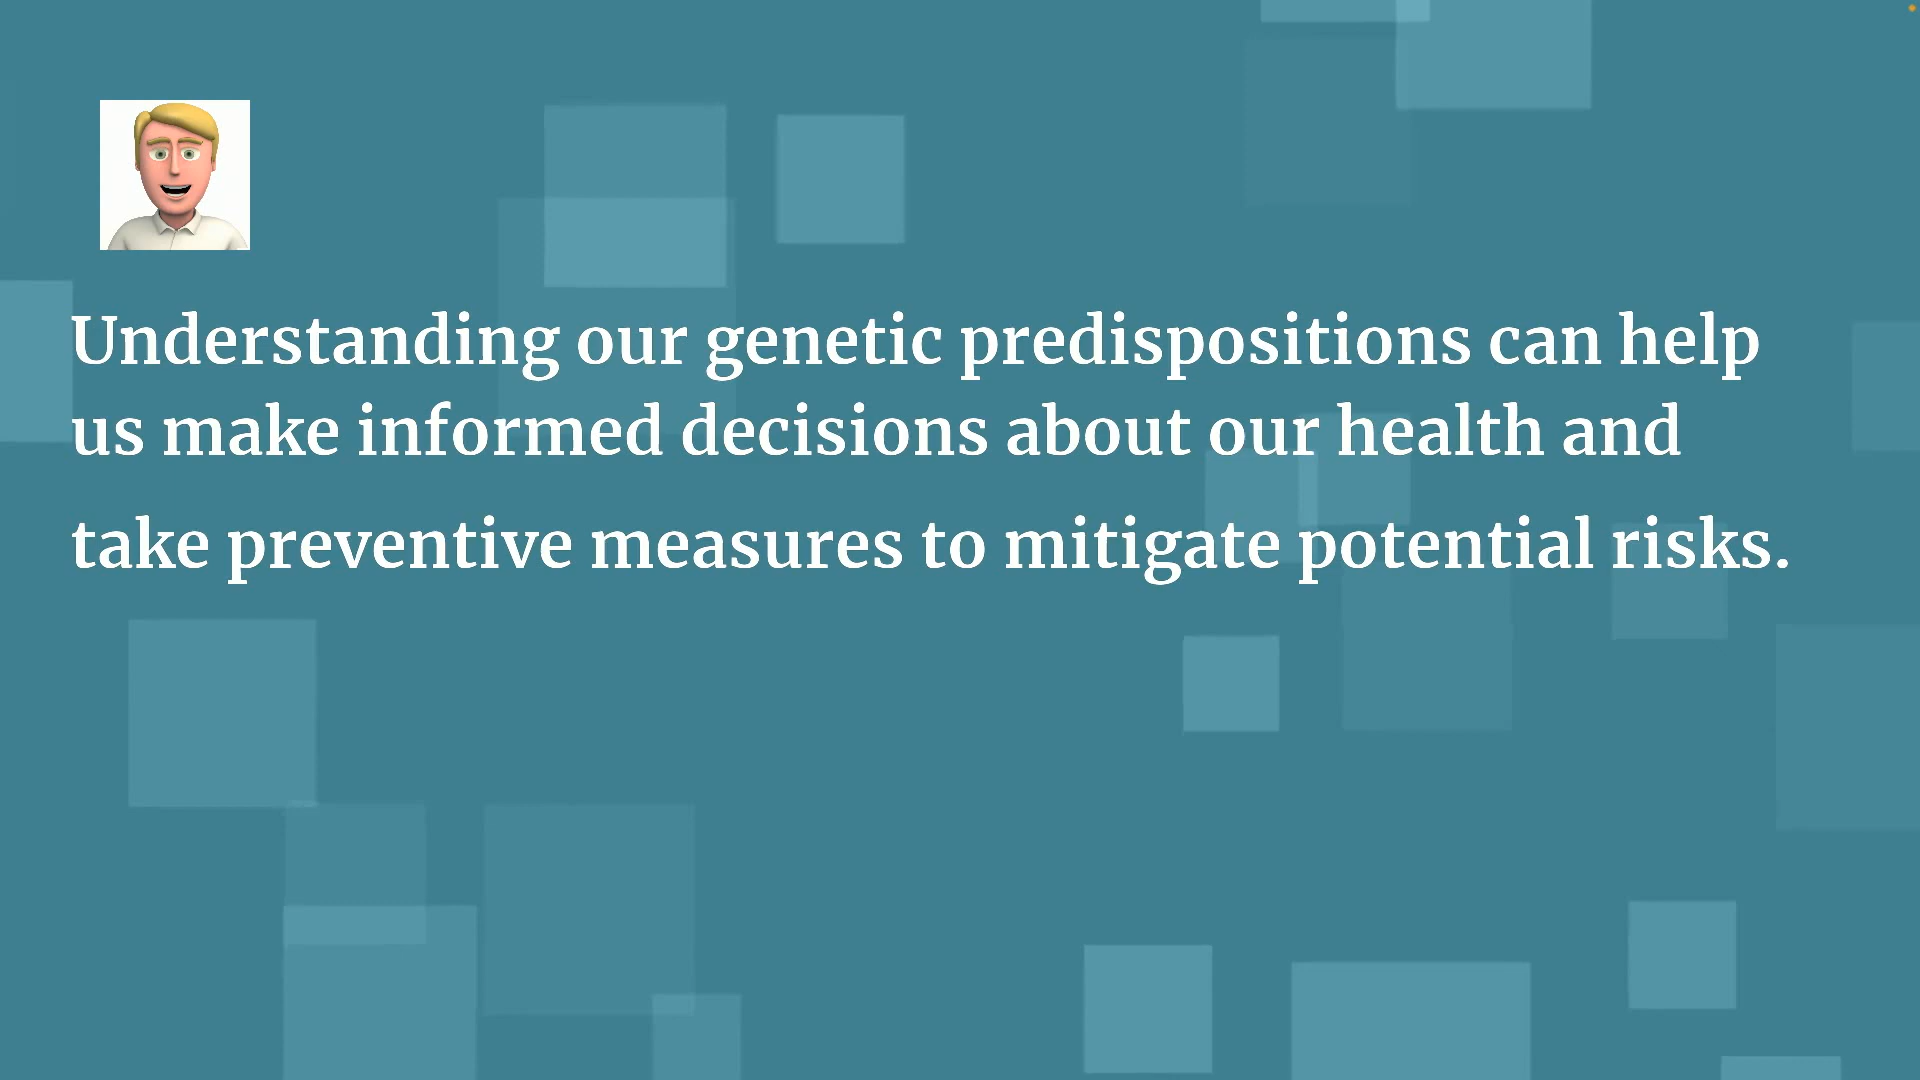 Understanding our genetic predispositions can help
us make informed decisions about our health and
take preventive measures to mitigate potential risks.